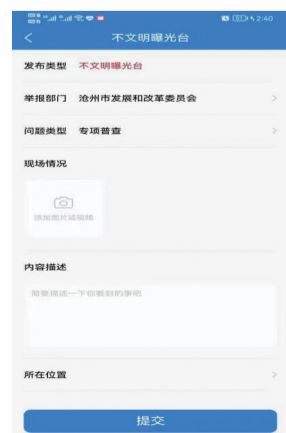 2:40
不文明曝光台
发布类型 不文明曝光台
举报部门 沧州市发展和改革委员会
问题类型 专项普查
现场情况
添加图片或视频
内容描述
简要描述一下你看到的事吧
所在位置
提交